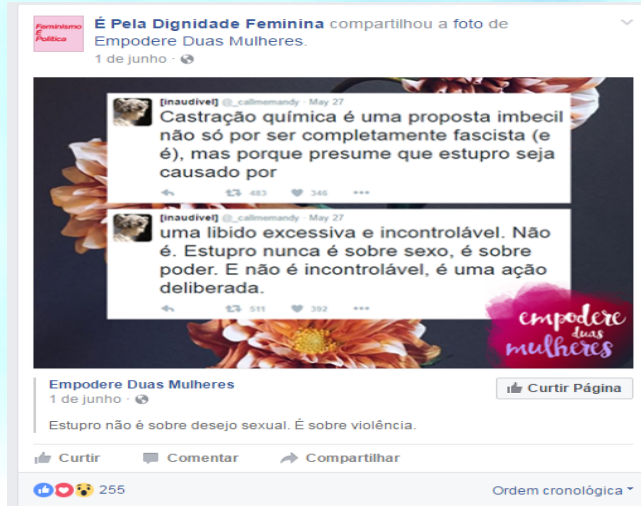 Feminismo
É
Política
É Pela Dignidade Feminina compartilhou a foto de
Empodere Duas Mulheres.
1 de junho ·
[inaudível] @_callmemandy · May 27
Castração química é uma proposta imbecil
não só por ser completamente fascista (e
é), mas porque presume que estupro seja
causado por
483 346
[inaudível] @_callmemandy · May 27
uma libido excessiva e incontrolável. Não
é. Estupro nunca é sobre sexo, é sobre
poder. E não é incontrolável, é uma ação
deliberada.
511 392
empodere
duas
mulheres
Empodere Duas Mulheres
1 de junho ·
Curtir Página
Estupro não é sobre desejo sexual. É sobre violência.
Curtir Comentar Compartilhar
255 Ordem cronológica